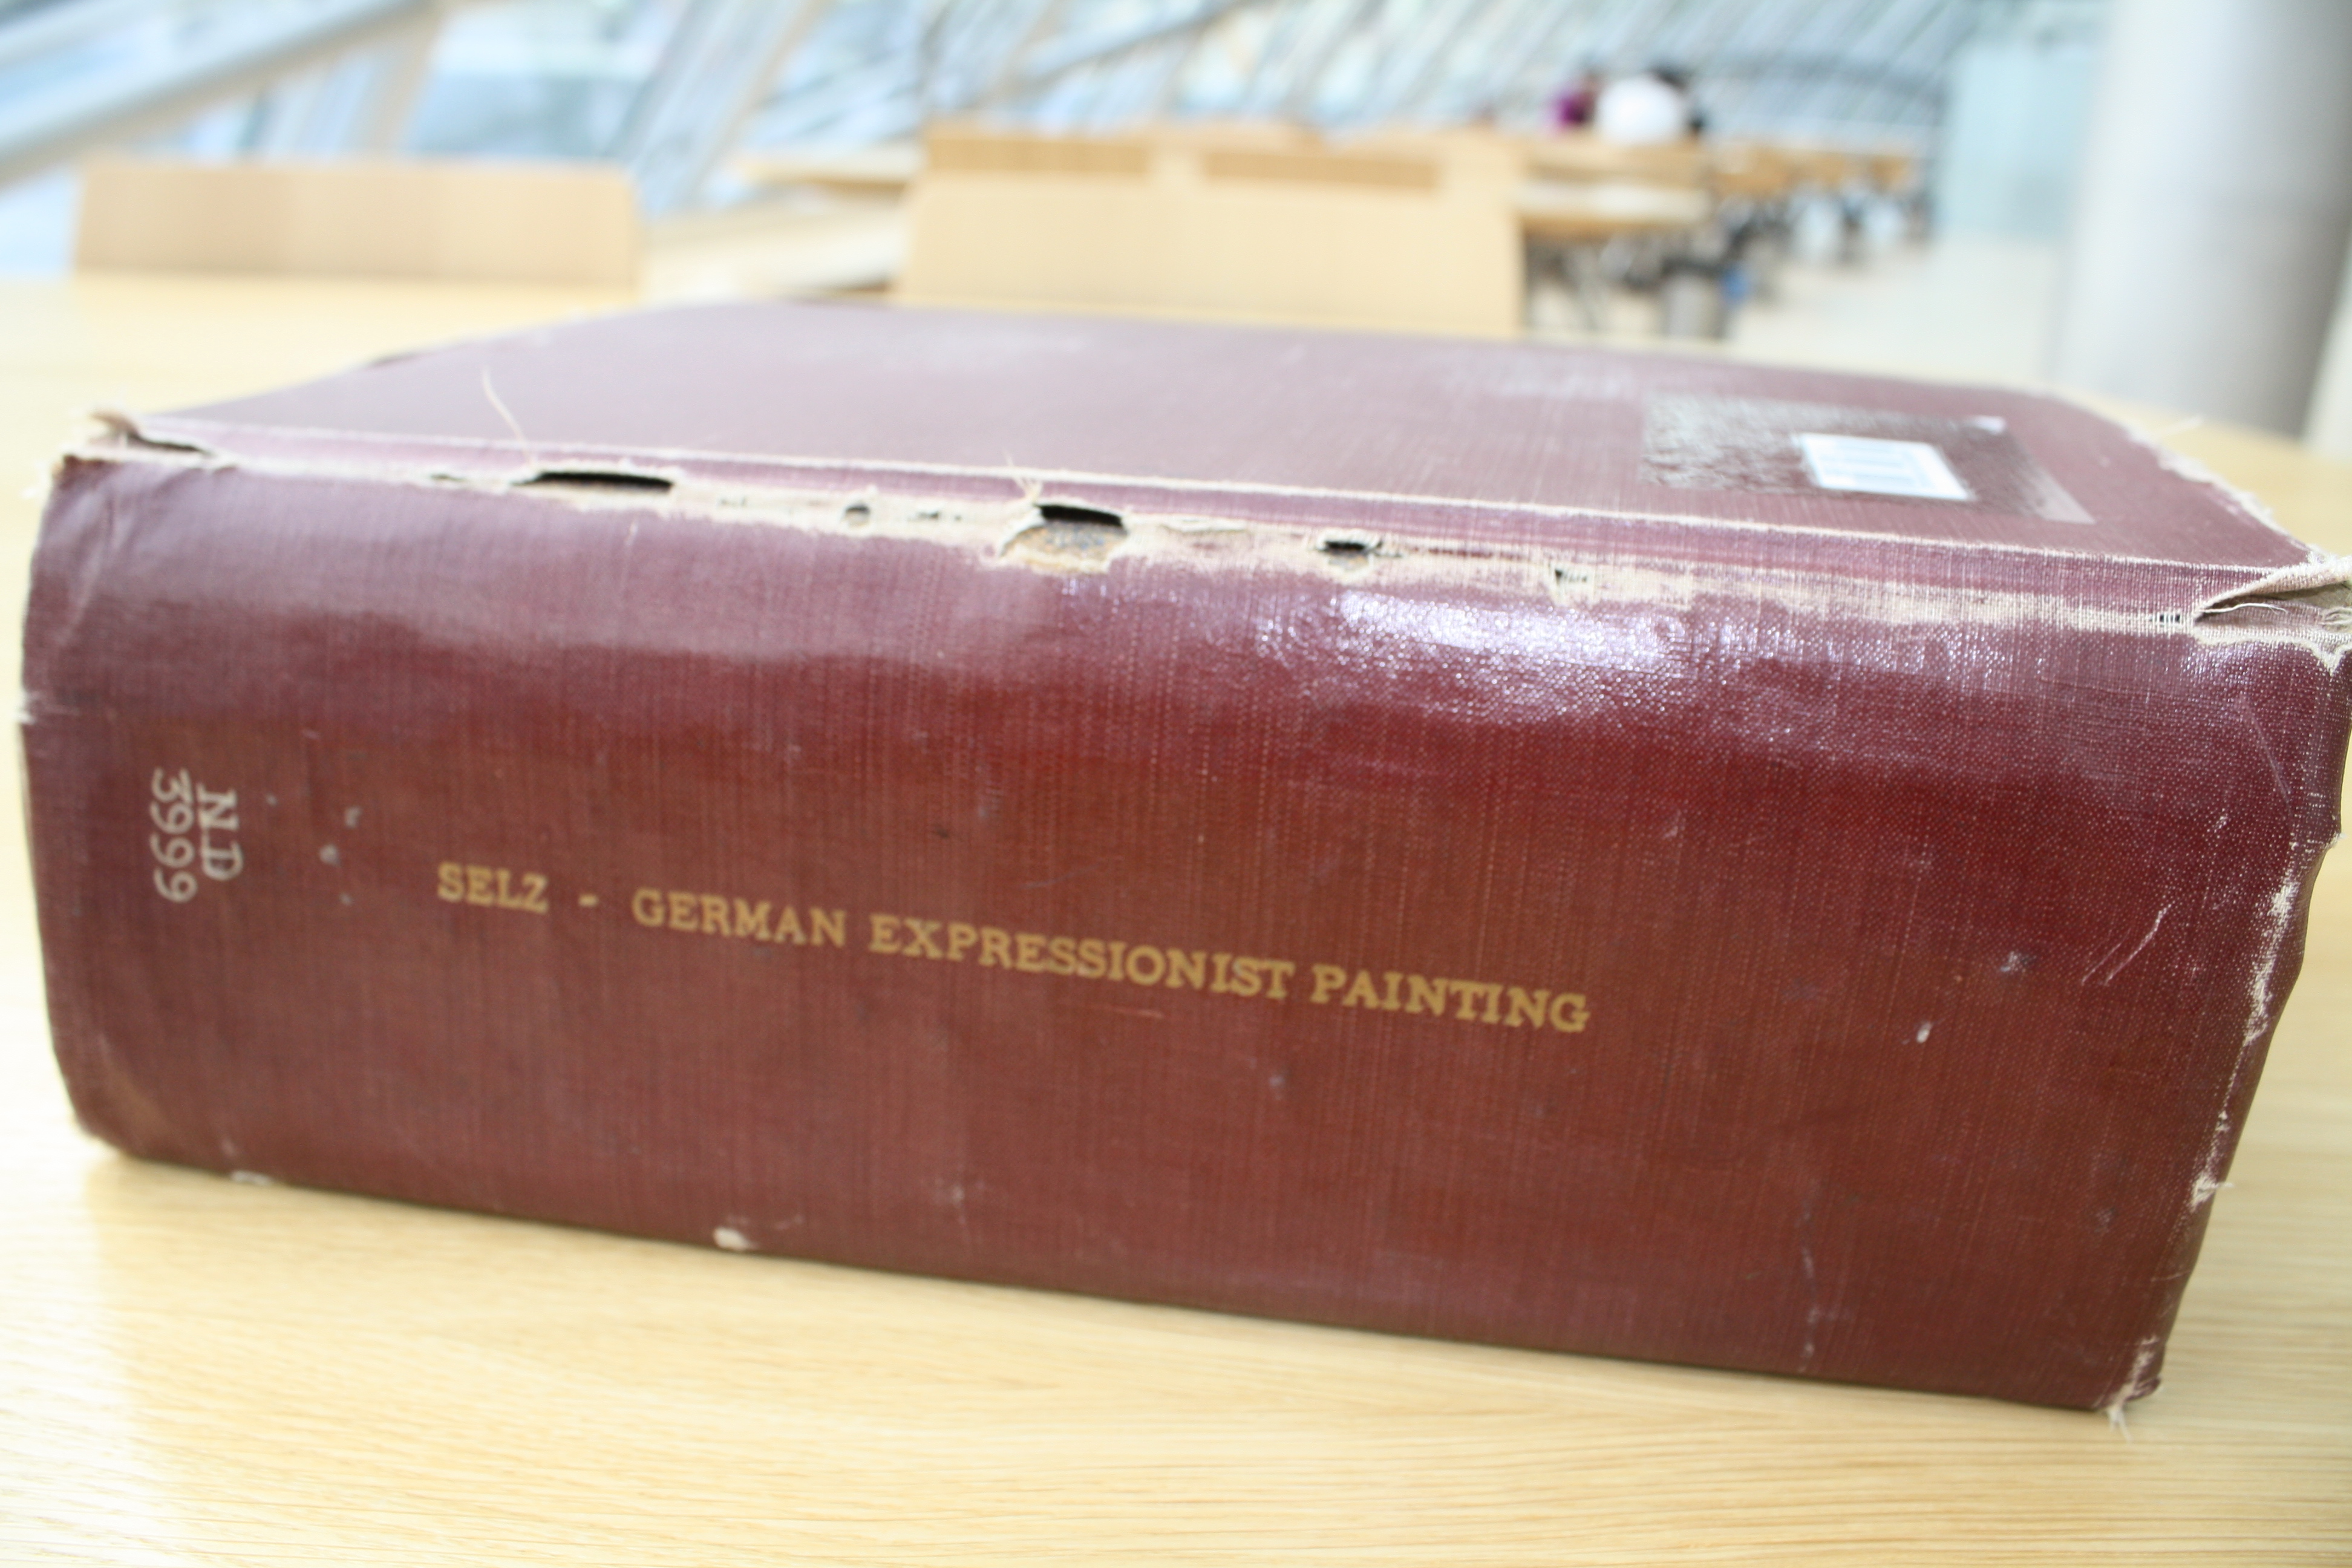 ND
3999
SELZ - GERMAN EXPRESSIONIST PAINTING